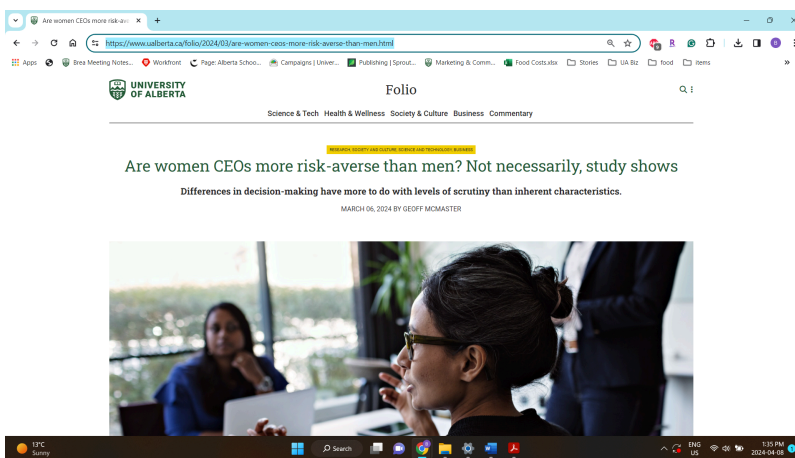 Are women CEOs more risk-ave
https://www.ualberta.ca/folio/2024/03/are-women-ceos-more-risk-averse-than-men.html
Apps Brea Meeting Notes... Workfront Page: Alberta Schoo... Campaigns | Univer... Publishing | Sprout... Marketing & Comm... Food Costs.xlsx Stories UA Biz food items
UNIVERSITY
OF ALBERTA
Folio
Science & Tech Health & Wellness Society & Culture Business Commentary
RESEARCH, SOCIETY AND CULTURE, SCIENCE AND TECHNOLOGY, BUSINESS
Are women CEOs more risk-averse than men? Not necessarily, study shows
Differences in decision-making have more to do with levels of scrutiny than inherent characteristics.
MARCH 06, 2024 BY GEOFF MCMASTER
13°C
Sunny
Search
ENG
US
1:35 PM
2024-04-08